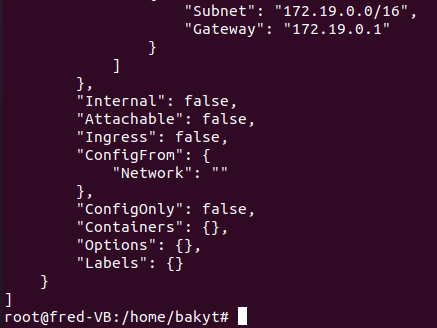 "Subnet": "172.19.0.0/16",
"Gateway": "172.19.0.1"
}
]
},
"Internal": false,
"Attachable": false,
"Ingress": false,
"ConfigFrom": {
"Network": ""
},
"ConfigOnly": false,
"Containers": {},
"Options": {},
"Labels": {}
}
]
root@fred-VB:/home/bakyt#